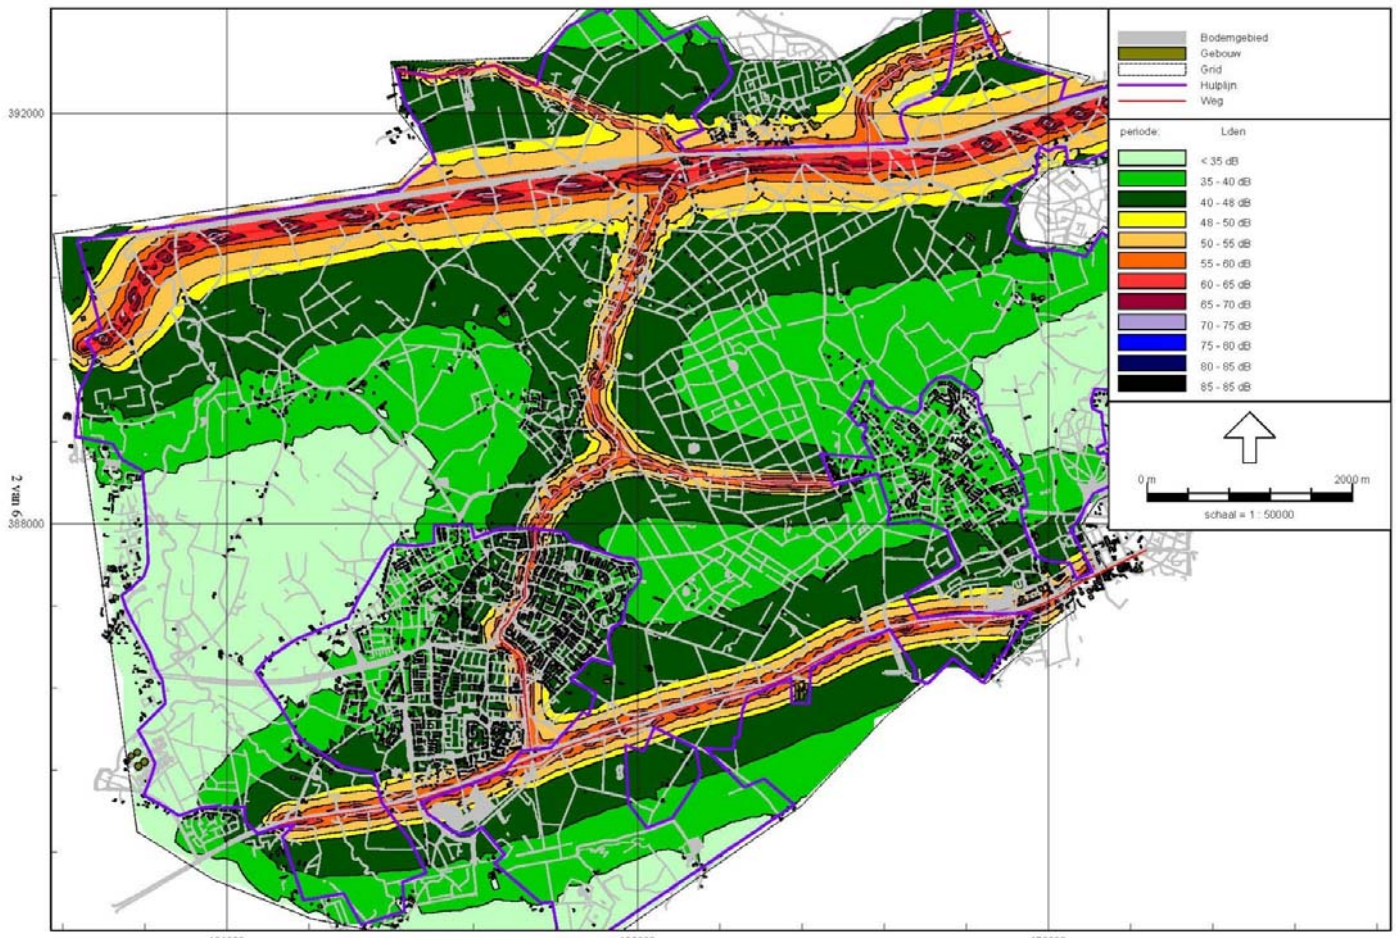 Bodemgebied
Gebouw
Grid
Hulplijn
Weg
periode: Lden
< 35 dB
35 - 40 dB
40 - 48 dB
48 - 50 dB
50 - 55 dB
55 - 60 dB
60 - 65 dB
65 - 70 dB
70 - 75 dB
75 - 80 dB
80 - 85 dB
85 - 85 dB
0 m 2000 m
schaal = 1 : 50000
392000
388000
2 van 6